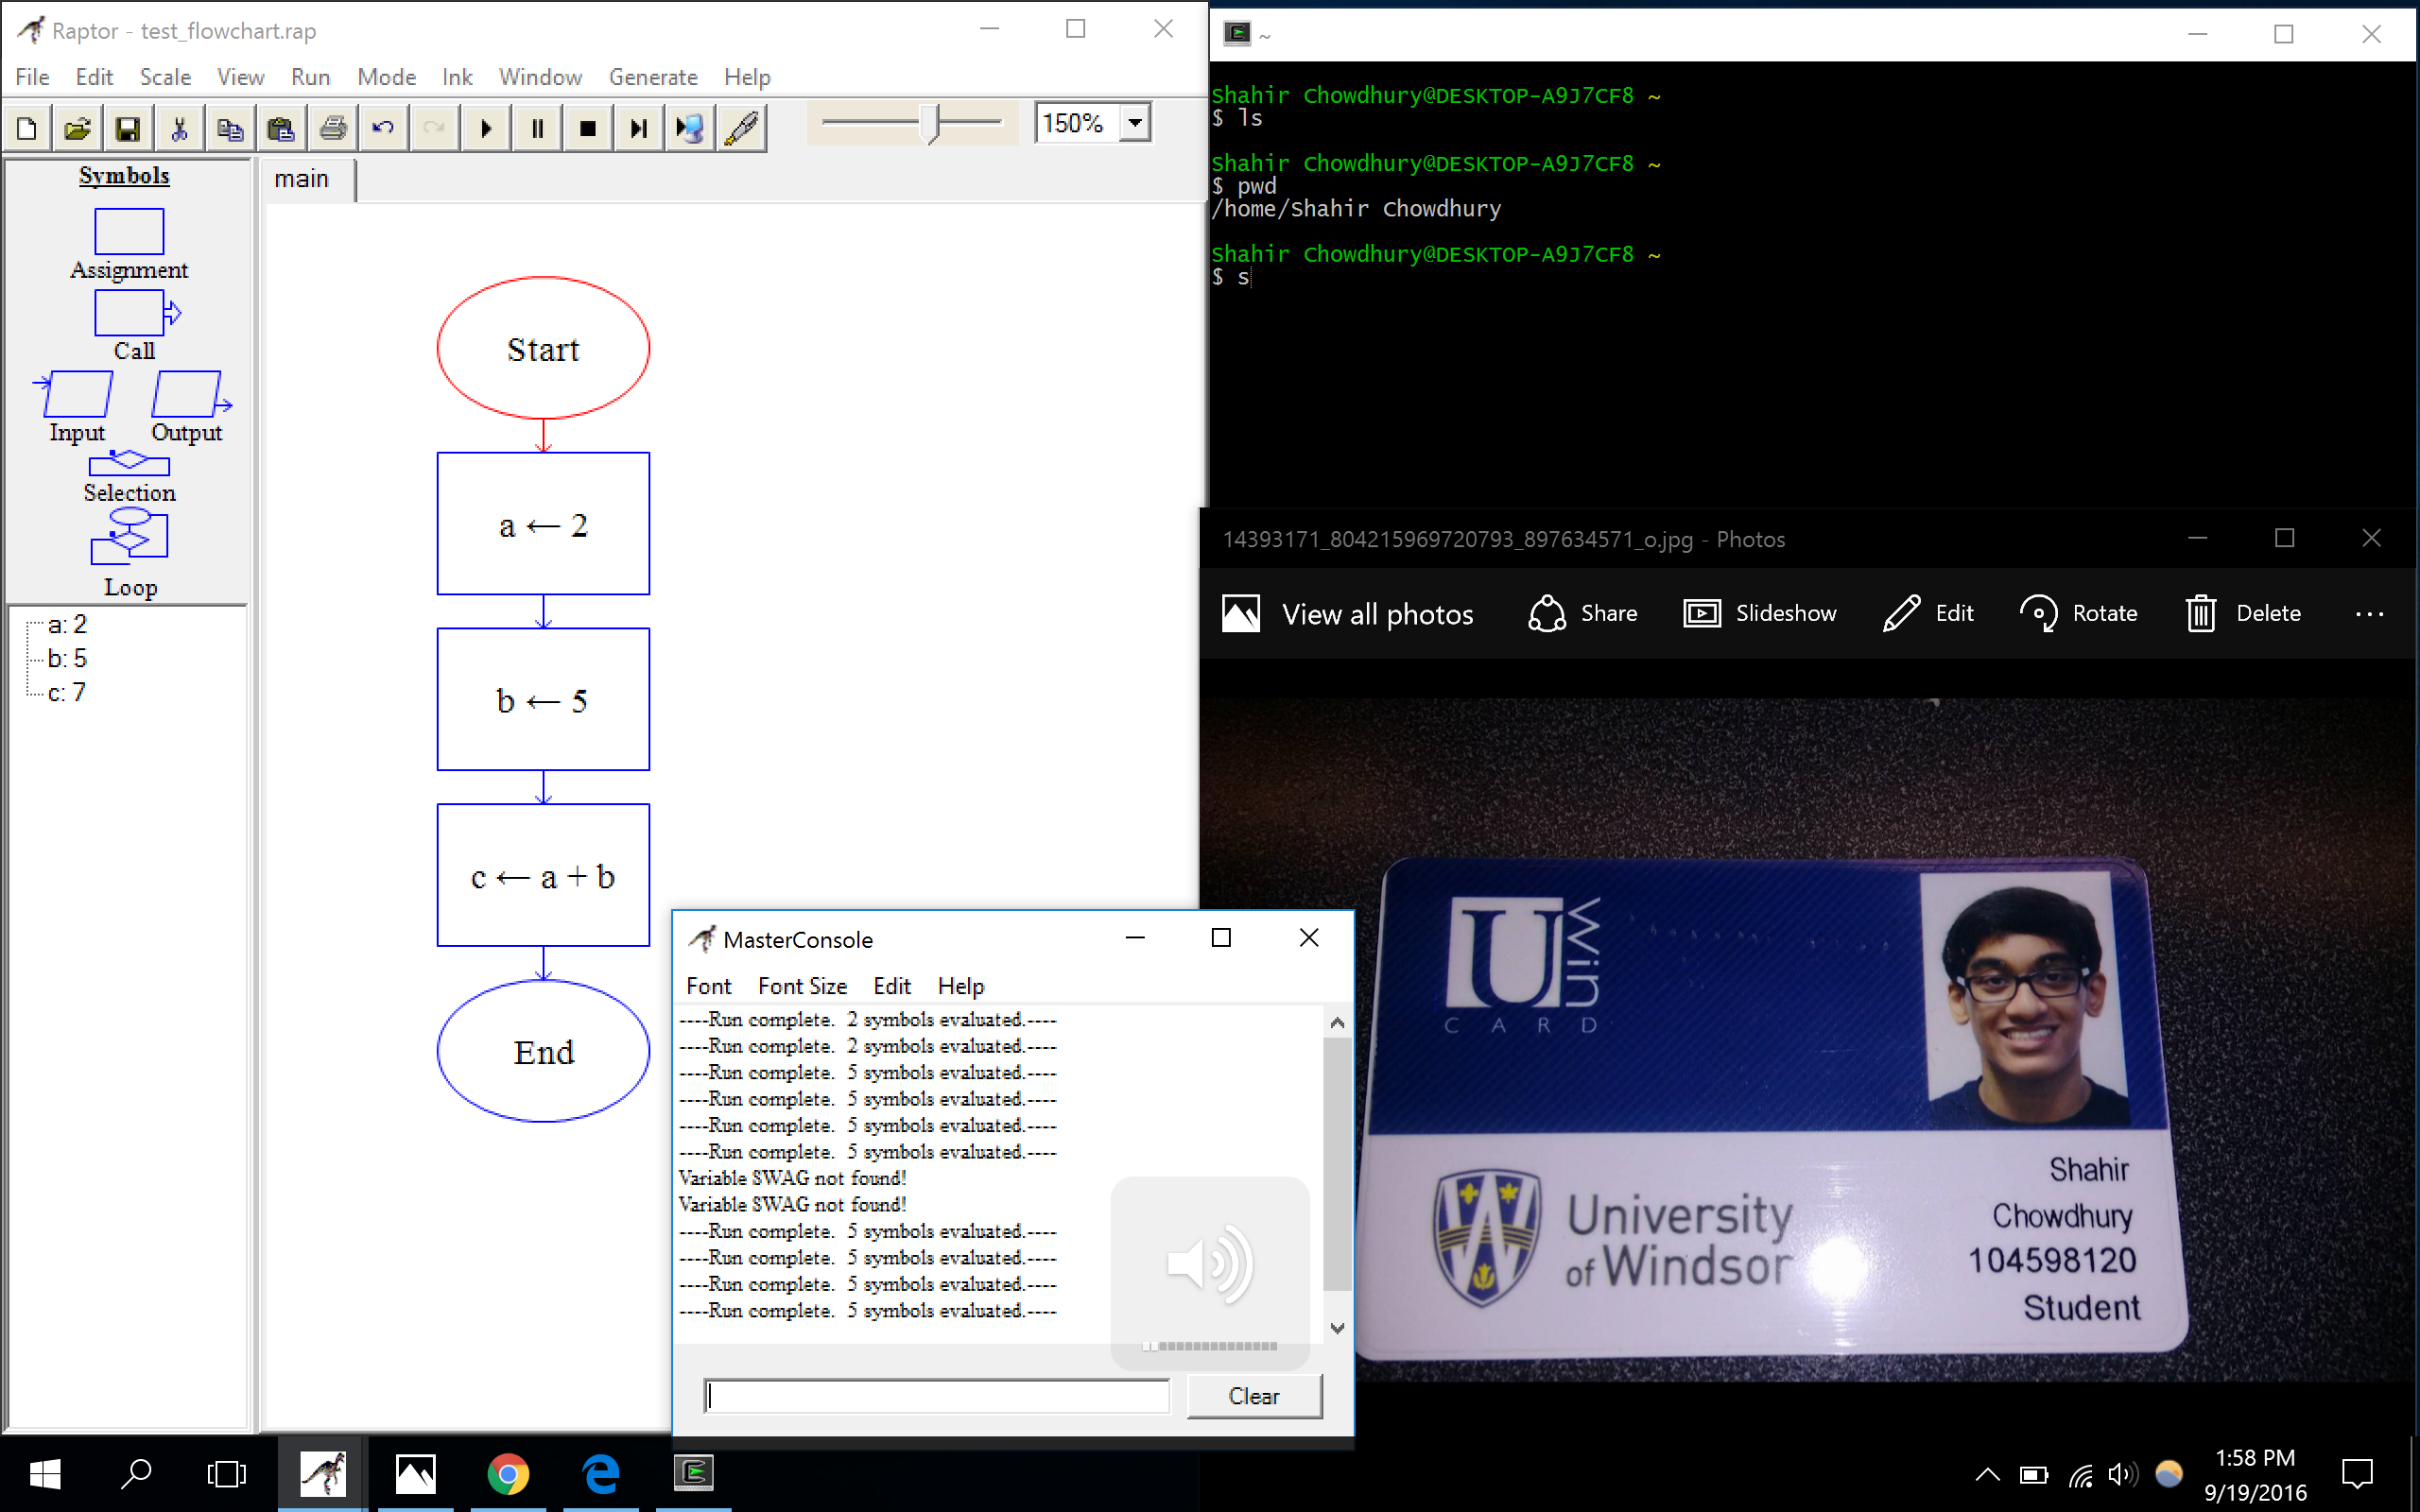 Raptor - test_flowchart.rap
File Edit Scale View Run Mode Ink Window Generate Help
150%
Symbols
Assignment
Call
Input Output
Selection
Loop
a: 2
b: 5
c: 7
main
Start
a ← 2
b ← 5
c ← a + b
End
~
Shahir Chowdhury@DESKTOP-A9J7CF8 ~
$ ls
Shahir Chowdhury@DESKTOP-A9J7CF8 ~
$ pwd
/home/Shahir Chowdhury
Shahir Chowdhury@DESKTOP-A9J7CF8 ~
$ s
14393171_804215969720793_897634571_o.jpg - Photos
View all photos Share Slideshow Edit Rotate Delete ...
U Win
CARD
University
of Windsor
Shahir
Chowdhury
104598120
Student
MasterConsole
Font Font Size Edit Help
----Run complete. 2 symbols evaluated.----
----Run complete. 2 symbols evaluated.----
----Run complete. 5 symbols evaluated.----
----Run complete. 5 symbols evaluated.----
----Run complete. 5 symbols evaluated.----
----Run complete. 5 symbols evaluated.----
Variable SWAG not found!
Variable SWAG not found!
----Run complete. 5 symbols evaluated.----
----Run complete. 5 symbols evaluated.----
----Run complete. 5 symbols evaluated.----
----Run complete. 5 symbols evaluated.----
Clear
1:58 PM
9/19/2016